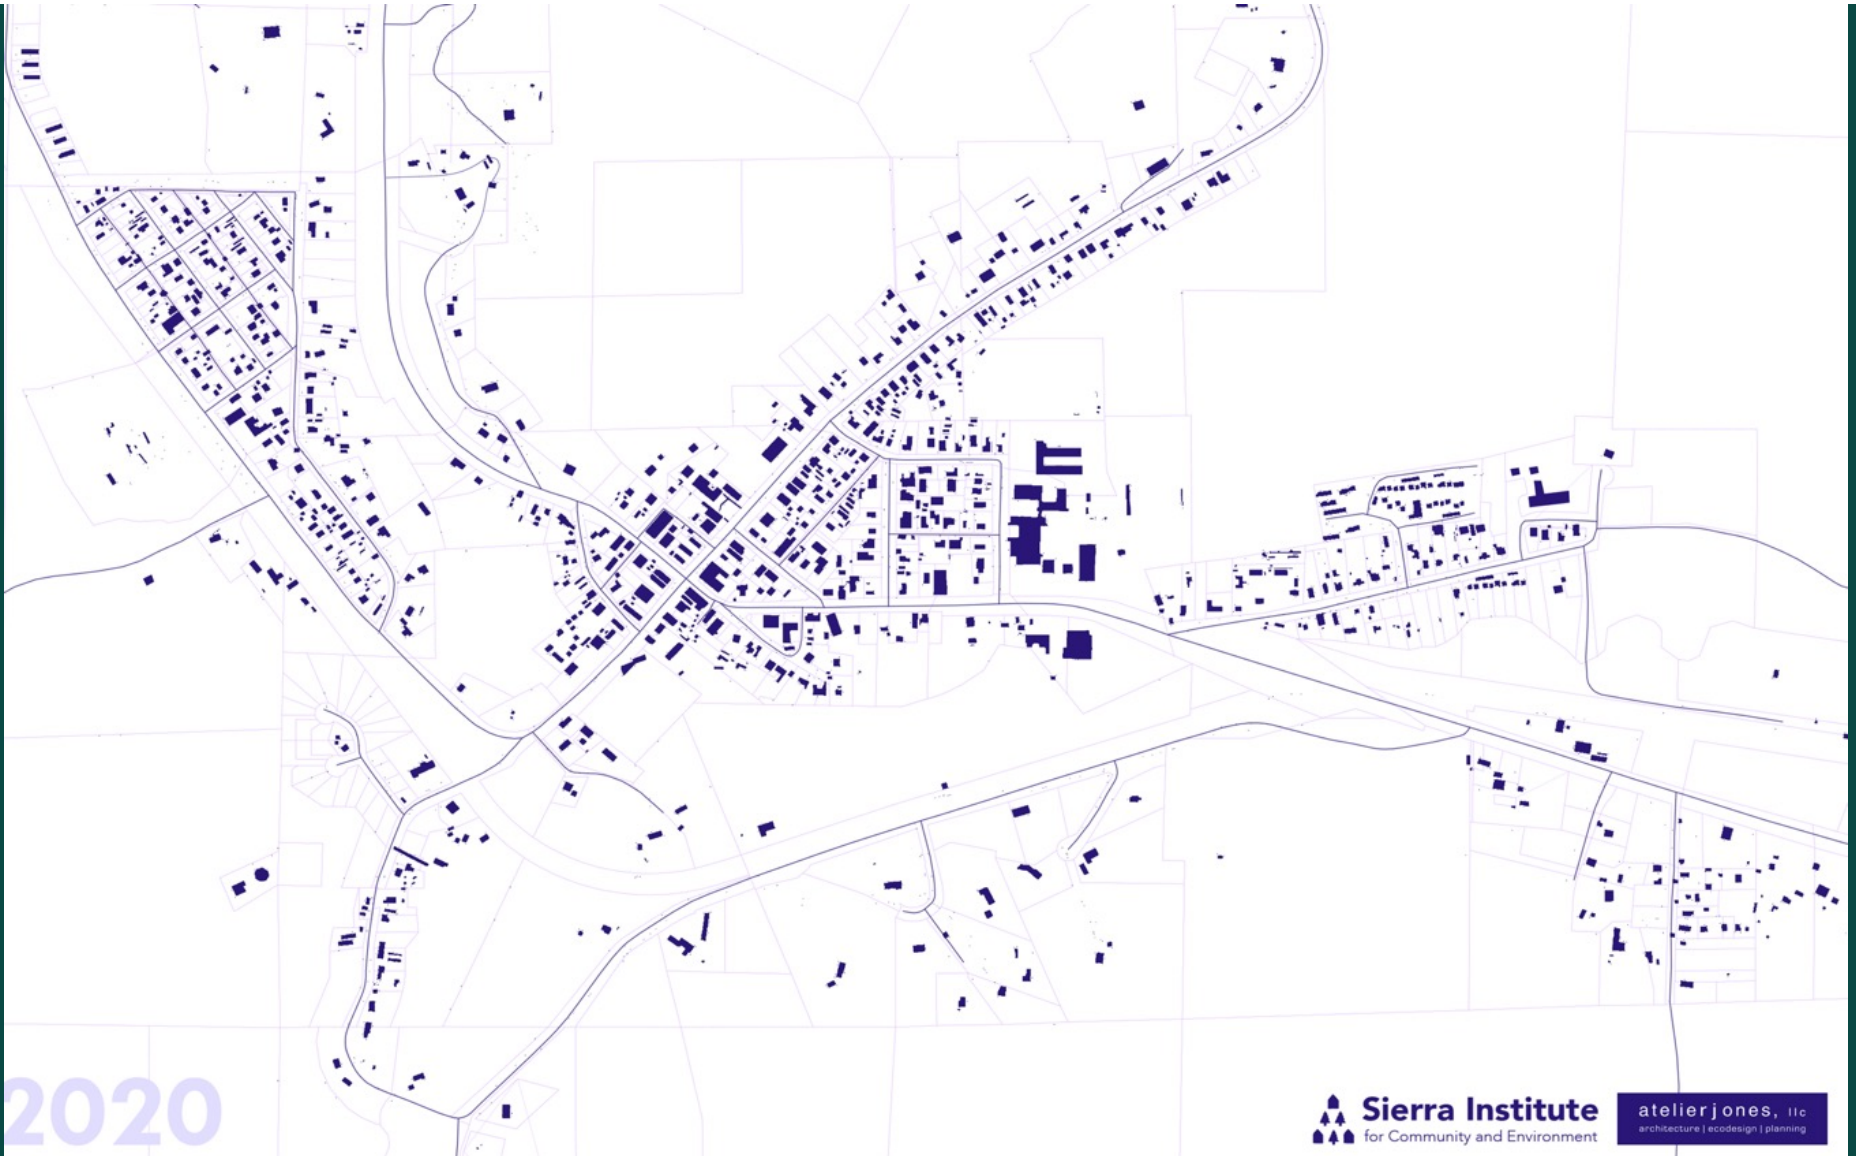 2020
Sierra Institute
for Community and Environment
atelierjones, llc
architecture | ecodesign | planning